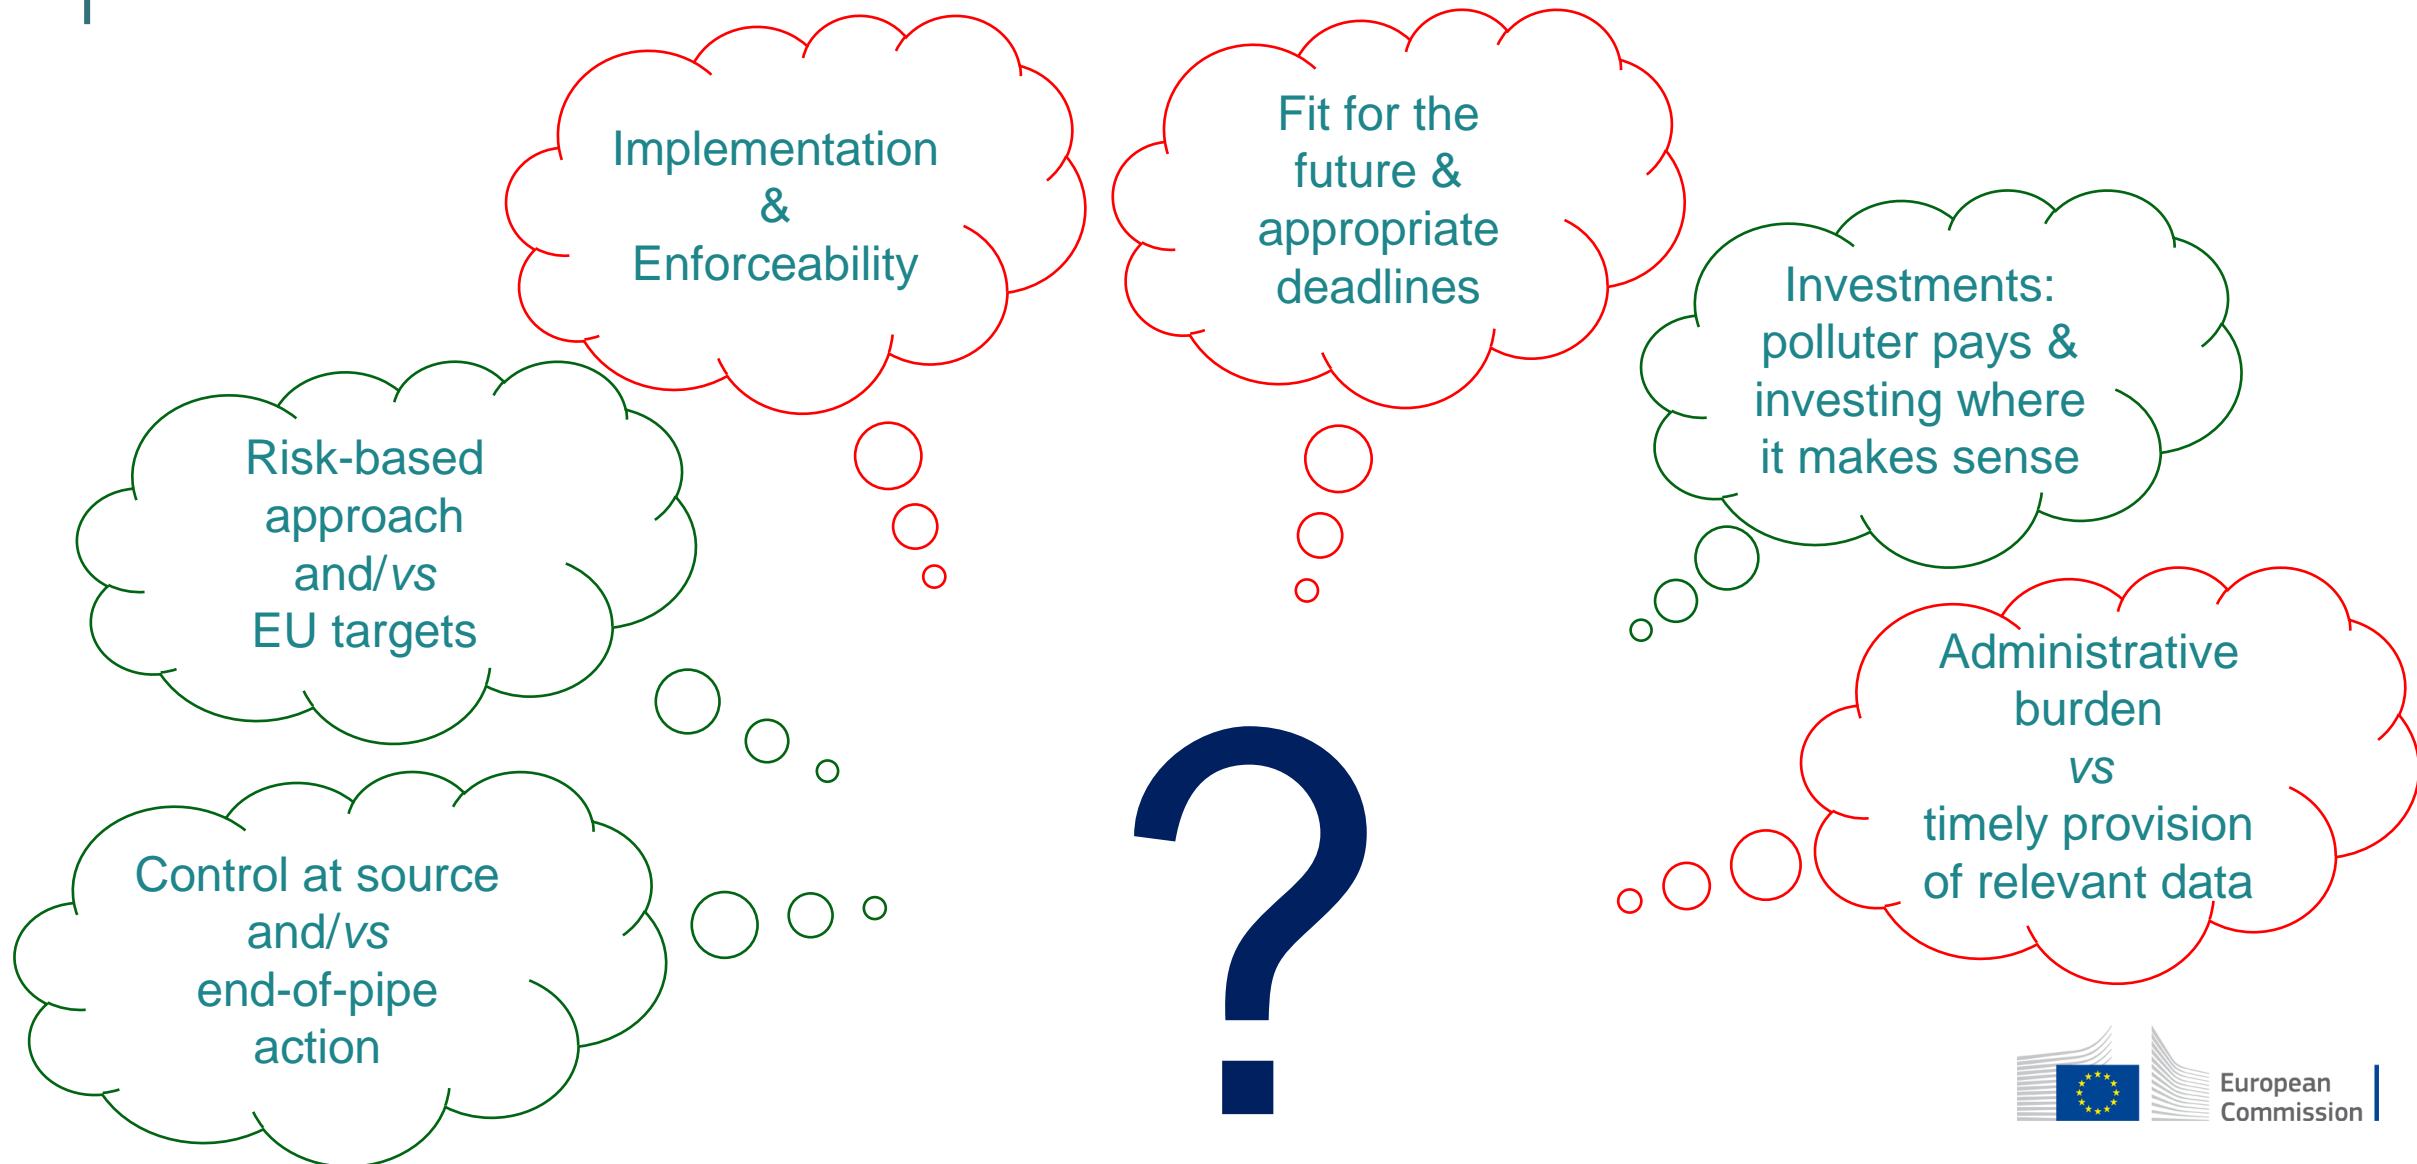 Implementation
&
Enforceability
Fit for the
future &
appropriate
deadlines
Investments:
polluter pays &
investing where
it makes sense
Risk-based
approach
and/vs
EU targets
Administrative
burden
vs
timely provision
of relevant data
Control at source
and/vs
end-of-pipe
action
?
European
Commission